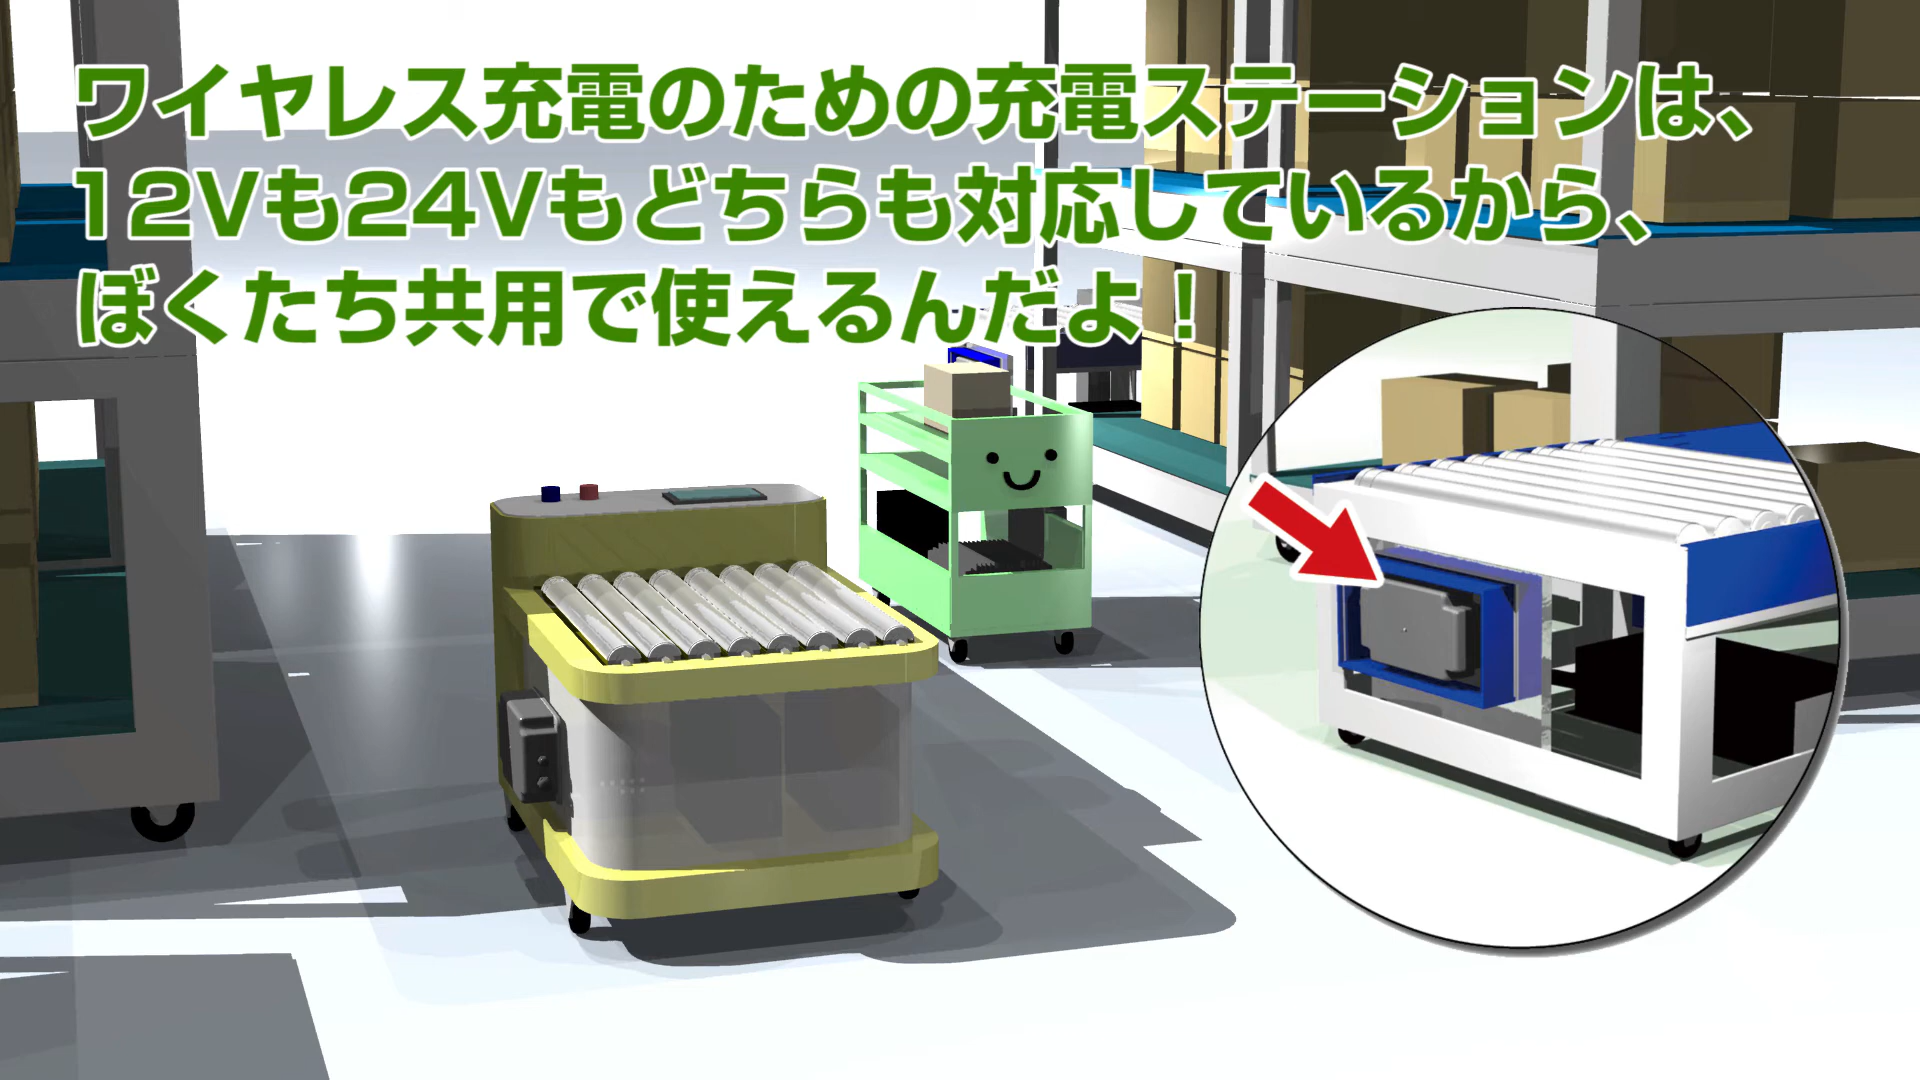 ワイヤレス充電のための充電ステーションは、
12Vも24Vもどちらも対応しているから、
ぼくたち共用で使えるんだよ！